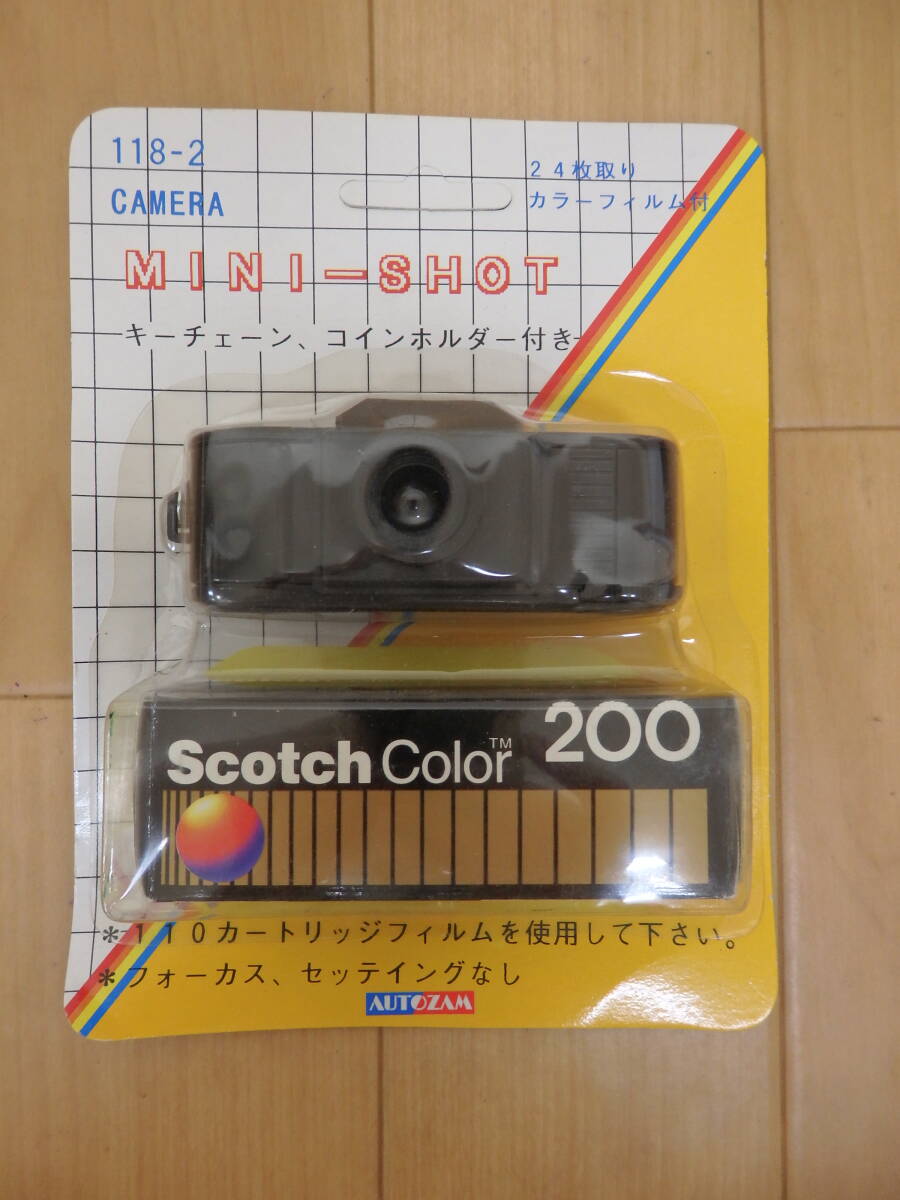 118-2
CAMERA
24枚取り
カラーフィルム付
MINI-SHOT
キーチェーン、コインホルダー付き
Scotch Color™ 200
*110カートリッジフィルムを使用して下さい。
*フォーカス、セッテイングなし
AUTOZAM